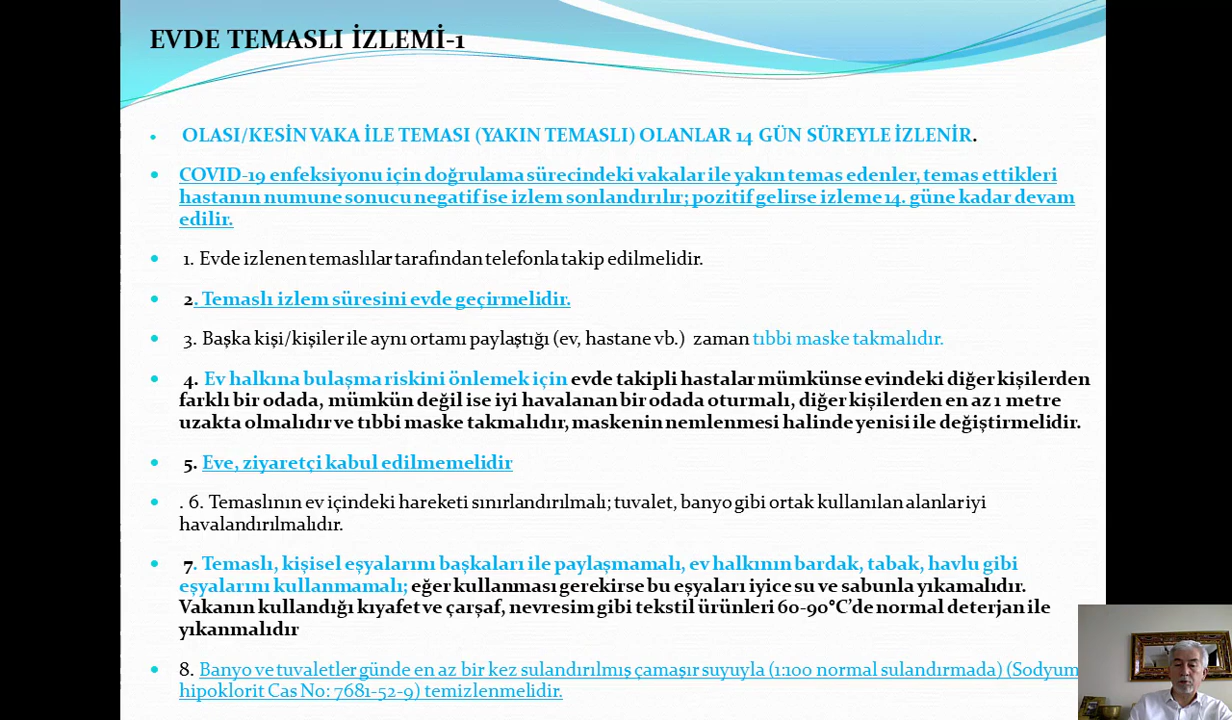 EVDE TEMASLI İZLEMİ-1
• OLASI/KESİN VAKA İLE TEMASI (YAKIN TEMASLI) OLANLAR 14 GÜN SÜREYLE İZLENİR.
• COVID-19 enfeksiyonu için doğrulama sürecindeki vakalar ile yakın temas edenler, temas ettikleri
hastanın numune sonucu negatif ise izlem sonlandırılır; pozitif gelirse izleme 14. güne kadar devam
edilir.
• 1. Evde izlenen temaslılar tarafından telefonla takip edilmelidir.
• 2. Temaslı izlem süresini evde geçirmelidir.
• 3. Başka kişi/kişiler ile aynı ortamı paylaştığı (ev, hastane vb.) zaman tıbbi maske takmalıdır.
• 4. Ev halkına bulaşma riskini önlemek için evde takipli hastalar mümkünse evindeki diğer kişilerden
farklı bir odada, mümkün değil ise iyi havalanan bir odada oturmalı, diğer kişilerden en az 1 metre
uzakta olmalıdır ve tıbbi maske takmalıdır, maskenin nemlenmesi halinde yenisi ile değiştirmelidir.
• 5. Eve, ziyaretçi kabul edilmemelidir
• . 6. Temaslının ev içindeki hareketi sınırlandırılmalı; tuvalet, banyo gibi ortak kullanılan alanlar iyi
havalandırılmalıdır.
• 7. Temaslı, kişisel eşyalarını başkaları ile paylaşmamalı, ev halkının bardak, tabak, havlu gibi
eşyalarını kullanmamalı; eğer kullanması gerekirse bu eşyaları iyice su ve sabunla yıkamalıdır.
Vakanın kullandığı kıyafet ve çarşaf, nevresim gibi tekstil ürünleri 60-90°C’de normal deterjan ile
yıkanmalıdır
• 8. Banyo ve tuvaletler günde en az bir kez sulandırılmış çamaşır suyuyla (1:100 normal sulandırmada) (Sodyum
hipoklorit Cas No: 7681-52-9) temizlenmelidir.